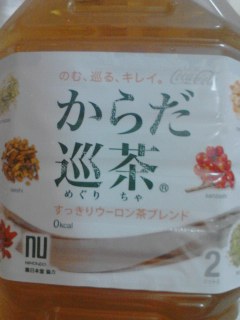 のむ、巡る、キレイ。
からだ
巡茶®
めぐり ちゃ
すっきりウーロン茶ブレンド
0kcal
nu
2